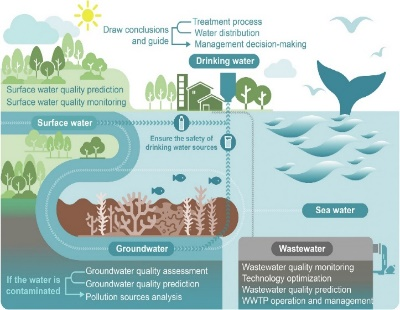 Draw conclusions
and guide
Treatment process
Water distribution
Management decision-making
Drinking water
Surface water quality prediction
Surface water quality monitoring
Surface water
Ensure the safety of
drinking water sources
Sea water
Groundwater
Wastewater
If the water is
contaminated
Groundwater quality assessment
Groundwater quality prediction
Pollution sources analysis
Wastewater quality monitoring
Technology optimization
Wastewater quality prediction
WWTP operation and management